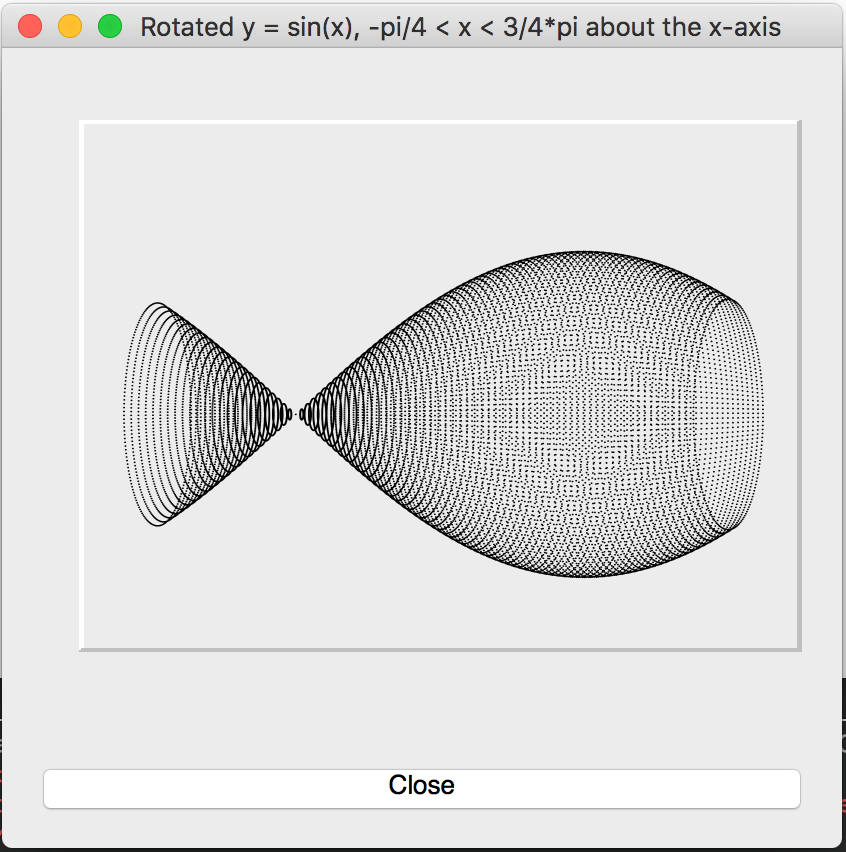 Rotated y = sin(x), -pi/4 < x < 3/4*pi about the x-axis
Close